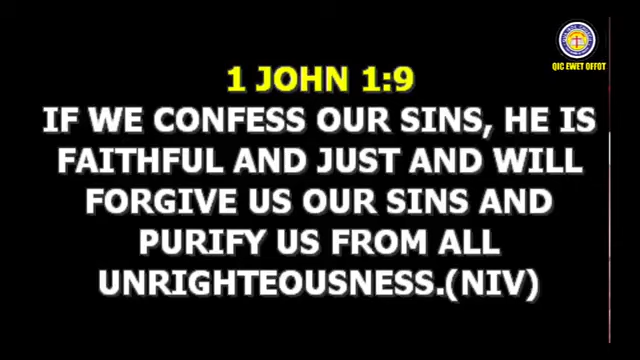 QIC EWET OFFOT
1 JOHN 1:9
IF WE CONFESS OUR SINS, HE IS
FAITHFUL AND JUST AND WILL
FORGIVE US OUR SINS AND
PURIFY US FROM ALL
UNRIGHTEOUSNESS.(NIV)